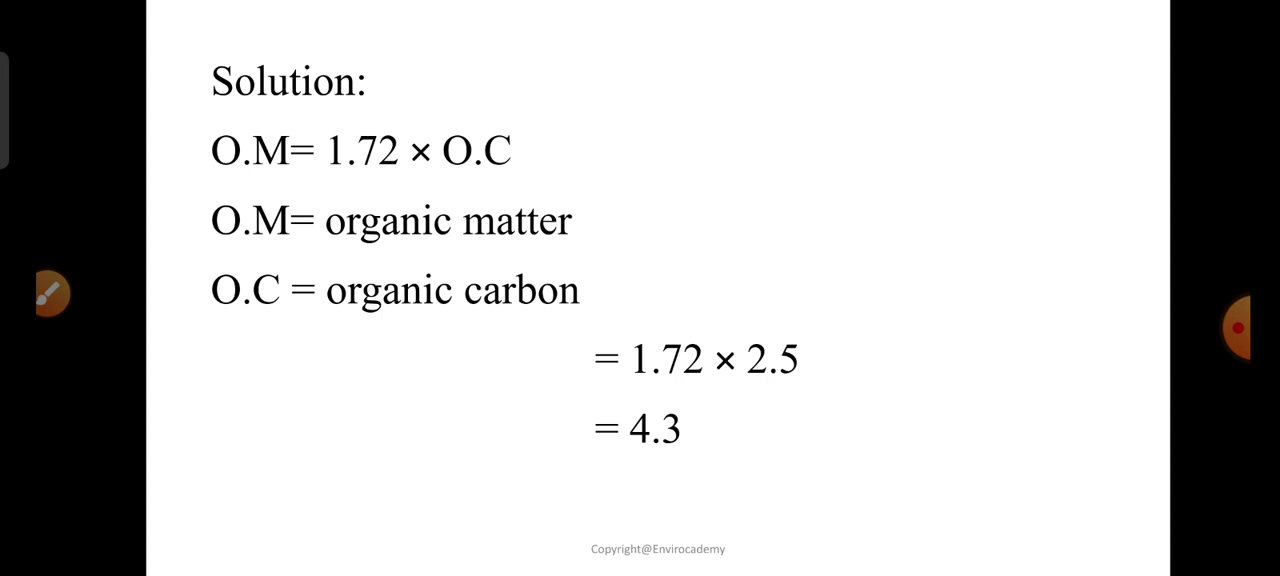 Solution:
O.M= 1.72 × O.C
O.M= organic matter
O.C = organic carbon
= 1.72 × 2.5
= 4.3
Copyright@Envirocademy